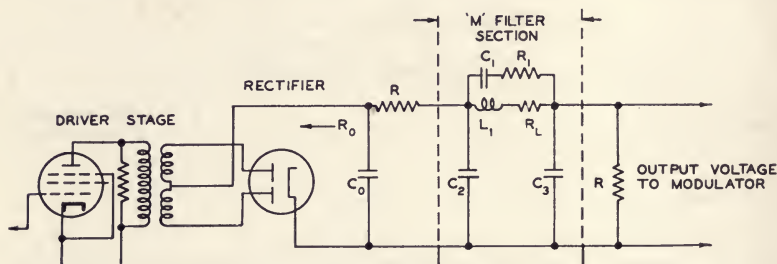 'M' FILTER
SECTION
C1 R1
RECTIFIER
R
DRIVER STAGE
R0
L1 RL
C0
C2
C3
R
OUTPUT VOLTAGE
TO MODULATOR